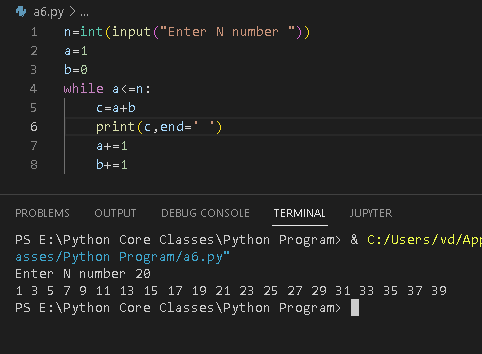 a6.py > ...
1 n=int(input("Enter N number "))
2 a=1
3 b=0
4 while a<=n:
5     c=a+b
6     print(c,end=' ')
7     a+=1
8     b+=1
PROBLEMS OUTPUT DEBUG CONSOLE TERMINAL JUPYTER
PS E:\Python Core Classes\Python Program> & C:/Users/vd/App
asses/Python Program/a6.py"
Enter N number 20
1 3 5 7 9 11 13 15 17 19 21 23 25 27 29 31 33 35 37 39
PS E:\Python Core Classes\Python Program>